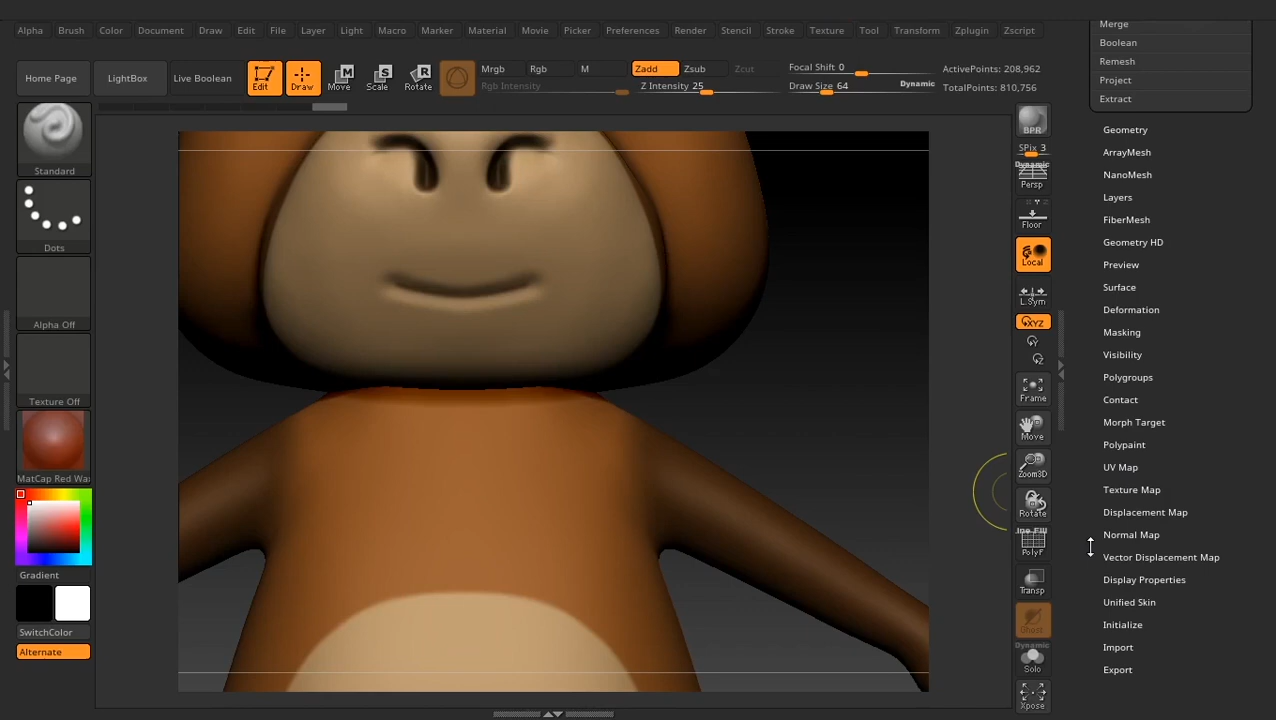 Alpha Brush Color Document Draw Edit File Layer Light Macro Marker Material Movie Picker Preferences Render Stencil Stroke Texture Tool Transform Zplugin Zscript
Home Page
LightBox
Live Boolean
Edit
Draw
Move
Scale
Rotate
Mrgb Rgb M
Rgb Intensity
Zadd Zsub Zcut
Z Intensity 25
Focal Shift 0
Draw Size 64
Dynamic
ActivePoints: 208,962
TotalPoints: 810,756
Standard
Dots
Alpha Off
Texture Off
MatCap Red Wa
Gradient
SwitchColor
Alternate
BPR
SPix 3
Dynamic
Persp
Floor
Local
L.Sym
XYZ
Frame
Move
Zoom3D
Rotate
ine Fill
PolyF
Transp
Ghost
Dynamic
Solo
Xpose
Merge
Boolean
Remesh
Project
Extract
Geometry
ArrayMesh
NanoMesh
Layers
FiberMesh
Geometry HD
Preview
Surface
Deformation
Masking
Visibility
Polygroups
Contact
Morph Target
Polypaint
UV Map
Texture Map
Displacement Map
Normal Map
Vector Displacement Map
Display Properties
Unified Skin
Initialize
Import
Export